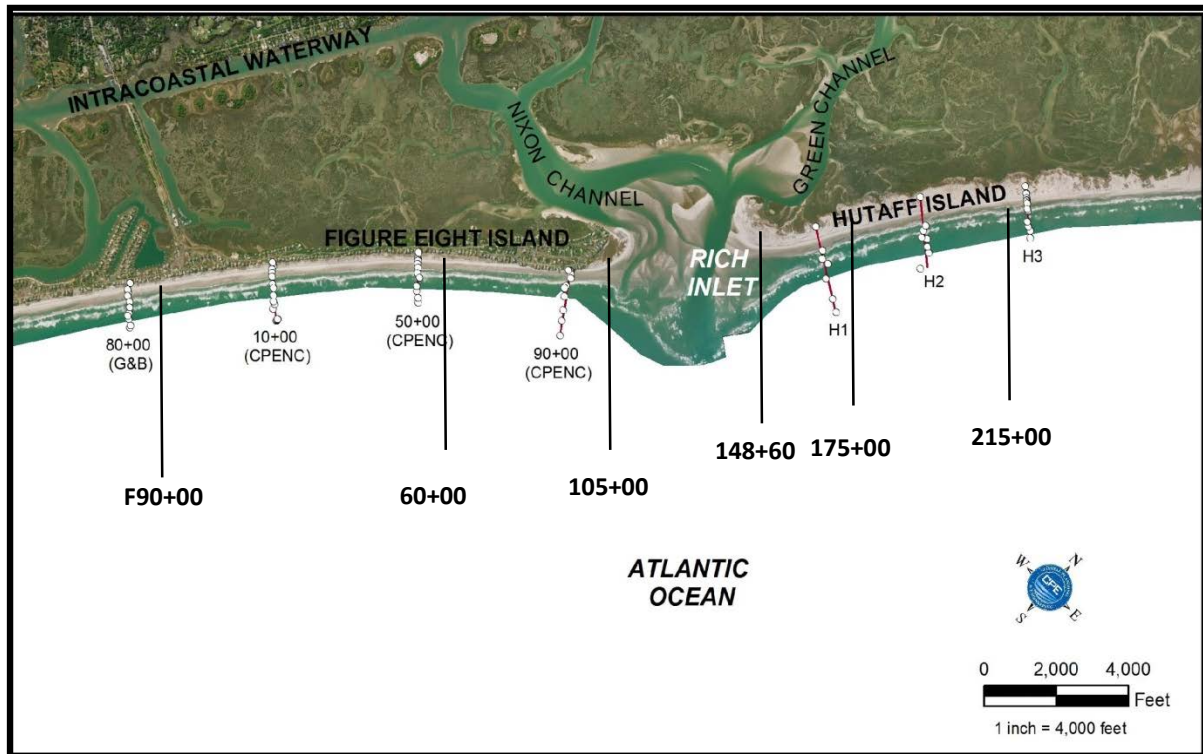 INTRACOASTAL WATERWAY
NIXON CHANNEL
GREEN CHANNEL
FIGURE EIGHT ISLAND
HUTAFF ISLAND
RICH
INLET
80+00
(G&B)
10+00
(CPENC)
50+00
(CPENC)
90+00
(CPENC)
H1
H2
H3
F90+00
60+00
105+00
148+60
175+00
215+00
ATLANTIC
OCEAN
W
N
CPE
S
E
0 2,000 4,000
Feet
1 inch = 4,000 feet